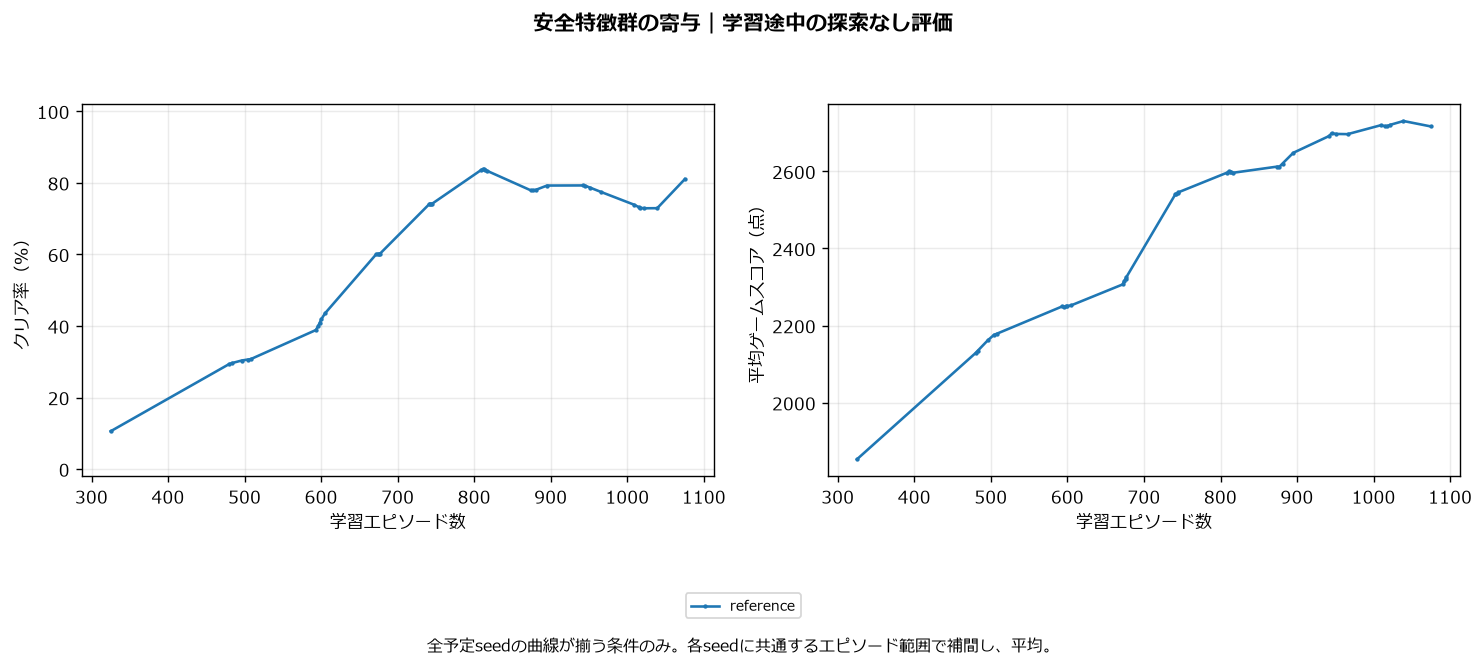 安全特徴群の寄与｜学習途中の探索なし評価
クリア率（%）
100
80
60
40
20
0
300 400 500 600 700 800 900 1000 1100
学習エピソード数
平均ゲームスコア（点）
2600
2400
2200
2000
300 400 500 600 700 800 900 1000 1100
学習エピソード数
reference
全予定seedの曲線が揃う条件のみ。各seedに共通するエピソード範囲で補間し、平均。